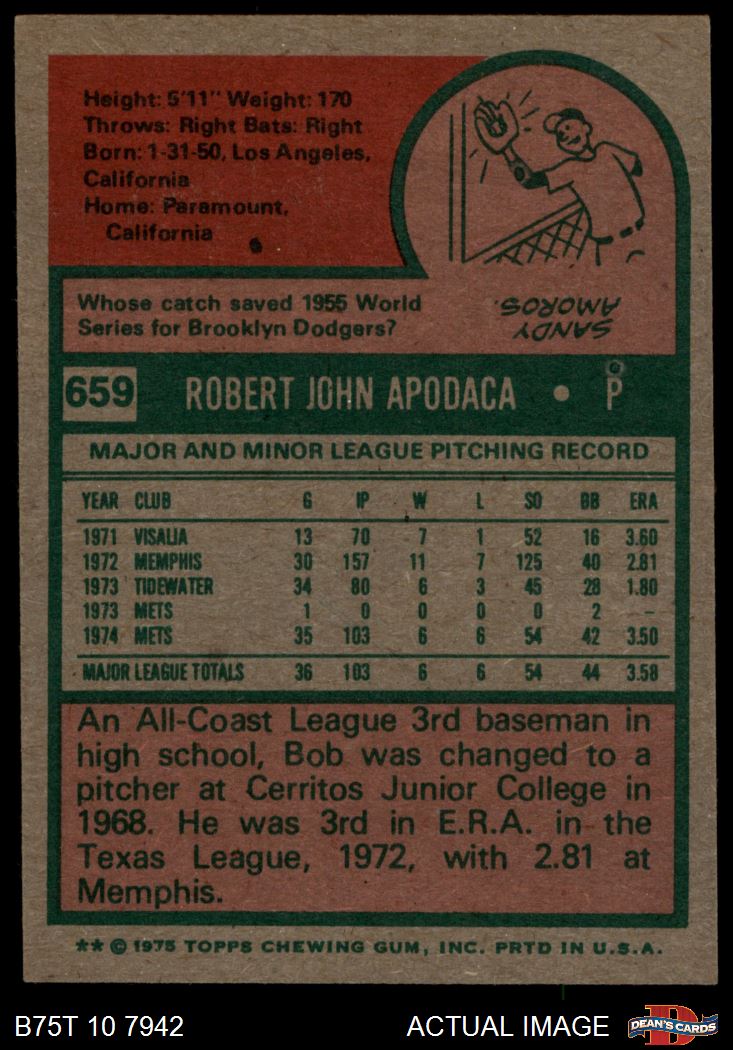 Height: 5'11" Weight: 170
Throws: Right Bats: Right
Born: 1-31-50, Los Angeles,
California
Home: Paramount,
California
Whose catch saved 1955 World
Series for Brooklyn Dodgers?
SANDY
AMOROS.
659 ROBERT JOHN APODACA • P
MAJOR AND MINOR LEAGUE PITCHING RECORD
YEAR CLUB G IP W L SO BB ERA
1971 VISALIA 13 70 7 1 52 16 3.60
1972 MEMPHIS 30 157 11 7 125 40 2.81
1973 TIDEWATER 34 80 6 3 45 28 1.80
1973 METS 1 0 0 0 0 2 –
1974 METS 35 103 6 6 54 42 3.50
MAJOR LEAGUE TOTALS 36 103 6 6 54 44 3.58
An All-Coast League 3rd baseman in
high school, Bob was changed to a
pitcher at Cerritos Junior College in
1968. He was 3rd in E.R.A. in the
Texas League, 1972, with 2.81 at
Memphis.
** © 1975 TOPPS CHEWING GUM, INC. PRTD IN U.S.A.
B75T 10 7942 ACTUAL IMAGE DEAN'S CARDS